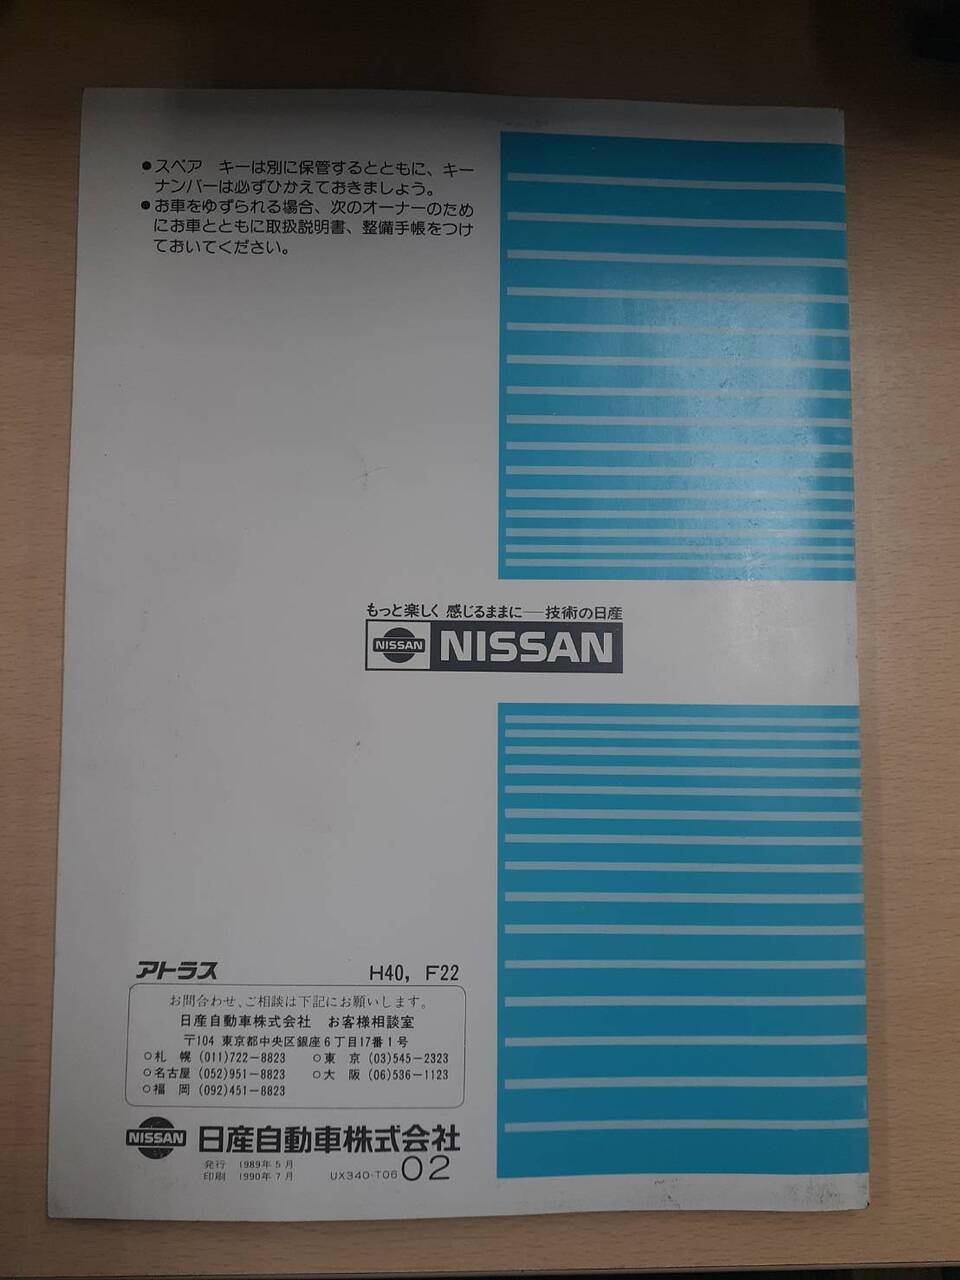 ●スペア　キーは別に保管するとともに、キー
ナンバーは必ずひかえておきましょう。
●お車をゆずられる場合、次のオーナーのため
にお車とともに取扱説明書、整備手帳をつけ
ておいてください。
もっと楽しく 感じるままに──技術の日産
NISSAN NISSAN
アトラス H40, F22
お問合わせ、ご相談は下記にお願いします。
日産自動車株式会社　お客様相談室
〒104 東京都中央区銀座6丁目17番1号
○札　幌 (011)722-8823 ○東　京 (03)545-2323
○名古屋 (052)951-8823 ○大　阪 (06)536-1123
○福　岡 (092)451-8823
NISSAN 日産自動車株式会社
発行 1989年5月
印刷 1990年7月 UX340-T06 02